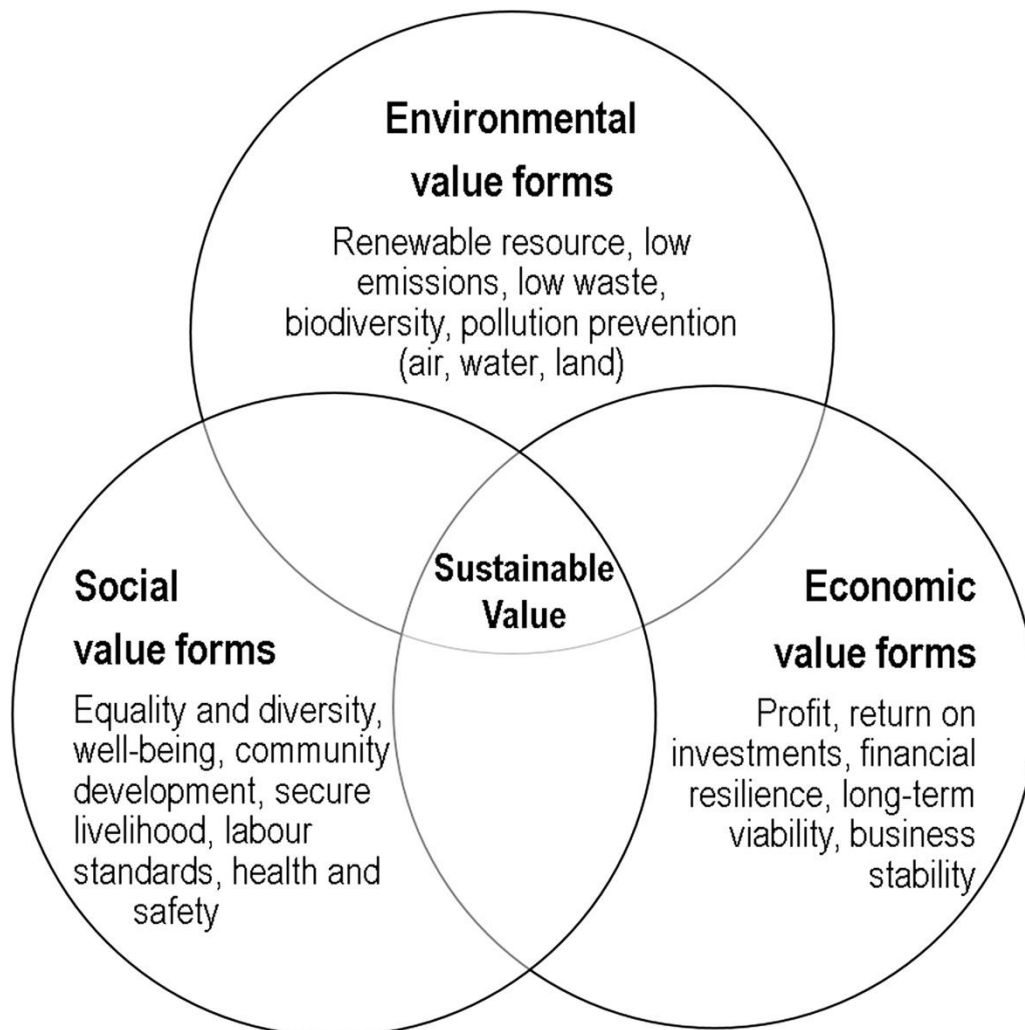 Environmental
value forms
Renewable resource, low
emissions, low waste,
biodiversity, pollution prevention
(air, water, land)
Sustainable
Value
Social
value forms
Equality and diversity,
well-being, community
development, secure
livelihood, labour
standards, health and
safety
Economic
value forms
Profit, return on
investments, financial
resilience, long-term
viability, business
stability